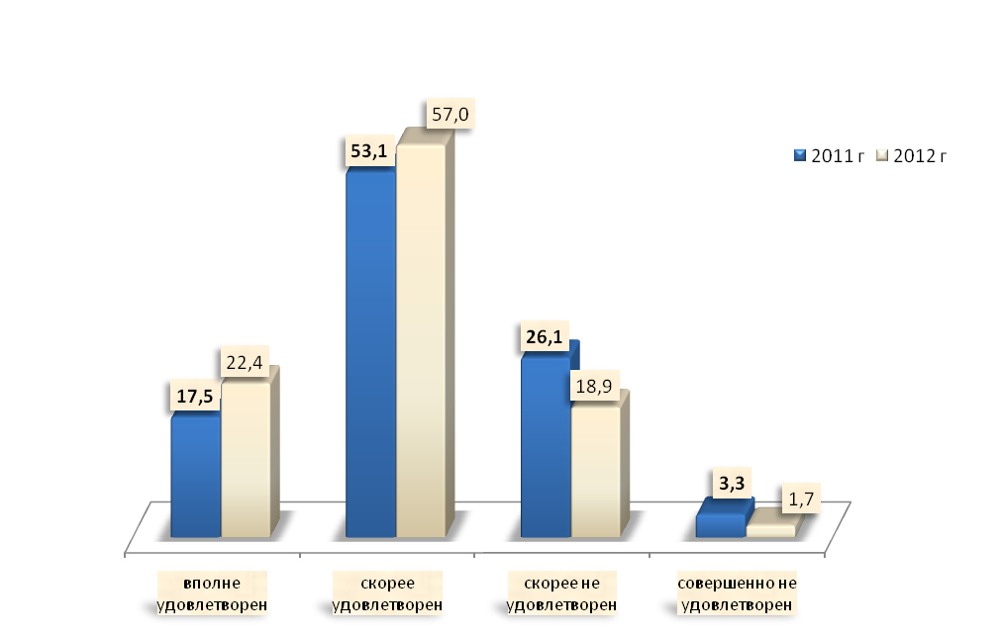 57,0
53,1
2011 г 2012 г
26,1
22,4
18,9
17,5
3,3
1,7
вполне
удовлетворен
скорее
удовлетворен
скорее не
удовлетворен
совершенно не
удовлетворен